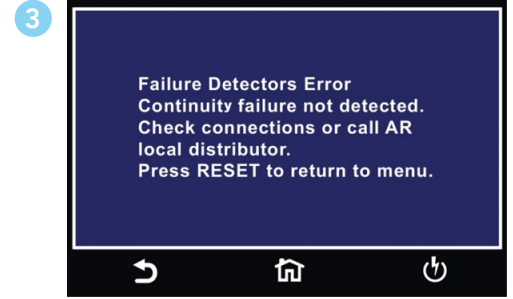 3
Failure Detectors Error
Continuity failure not detected.
Check connections or call AR
local distributor.
Press RESET to return to menu.